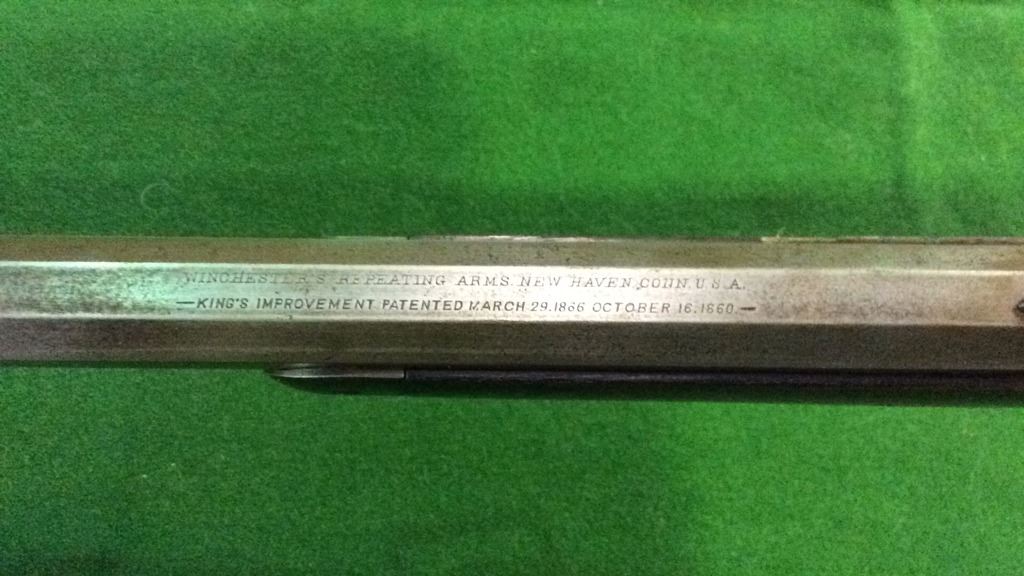 WINCHESTER'S REPEATING ARMS. NEW HAVEN, CONN. U.S.A.
—KING'S IMPROVEMENT PATENTED MARCH 29.1866 OCTOBER 16.1860.—